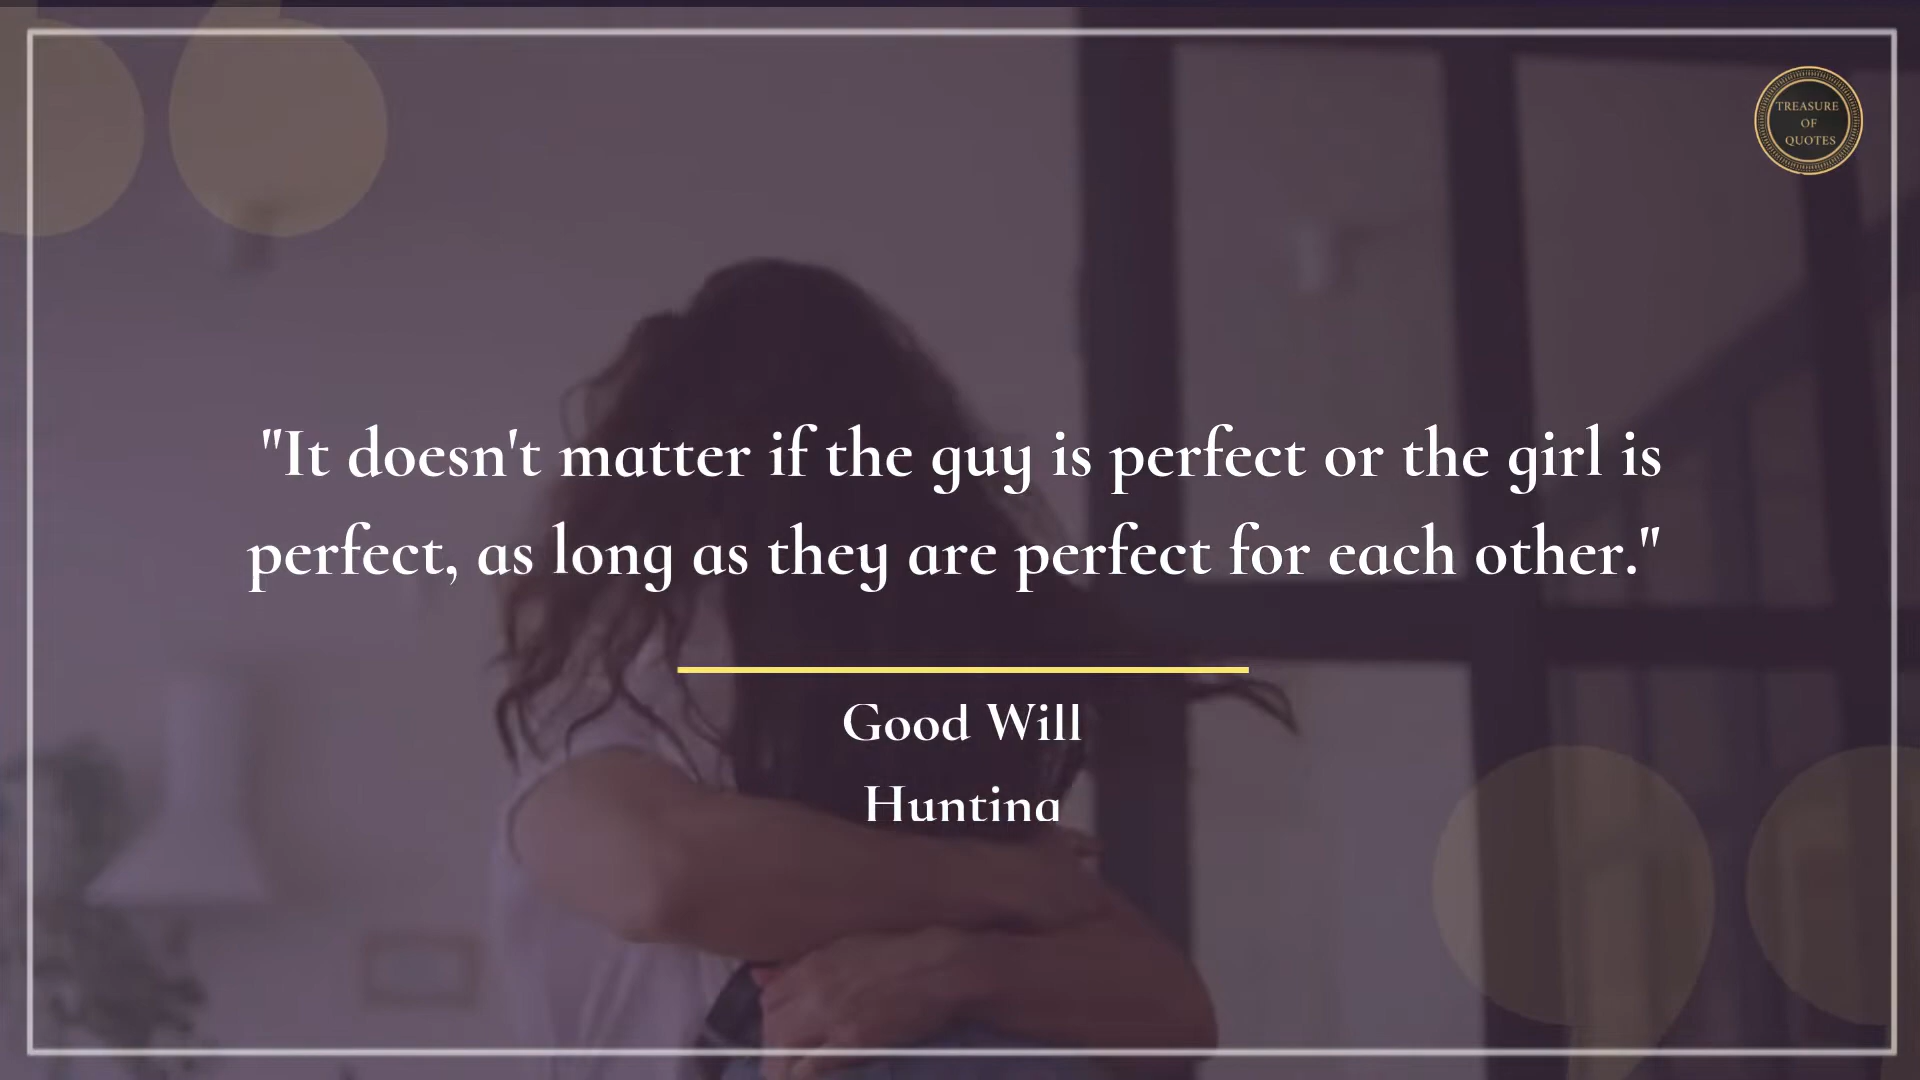 TREASURE
OF
QUOTES
"It doesn't matter if the guy is perfect or the girl is
perfect, as long as they are perfect for each other."
Good Will
Hunting